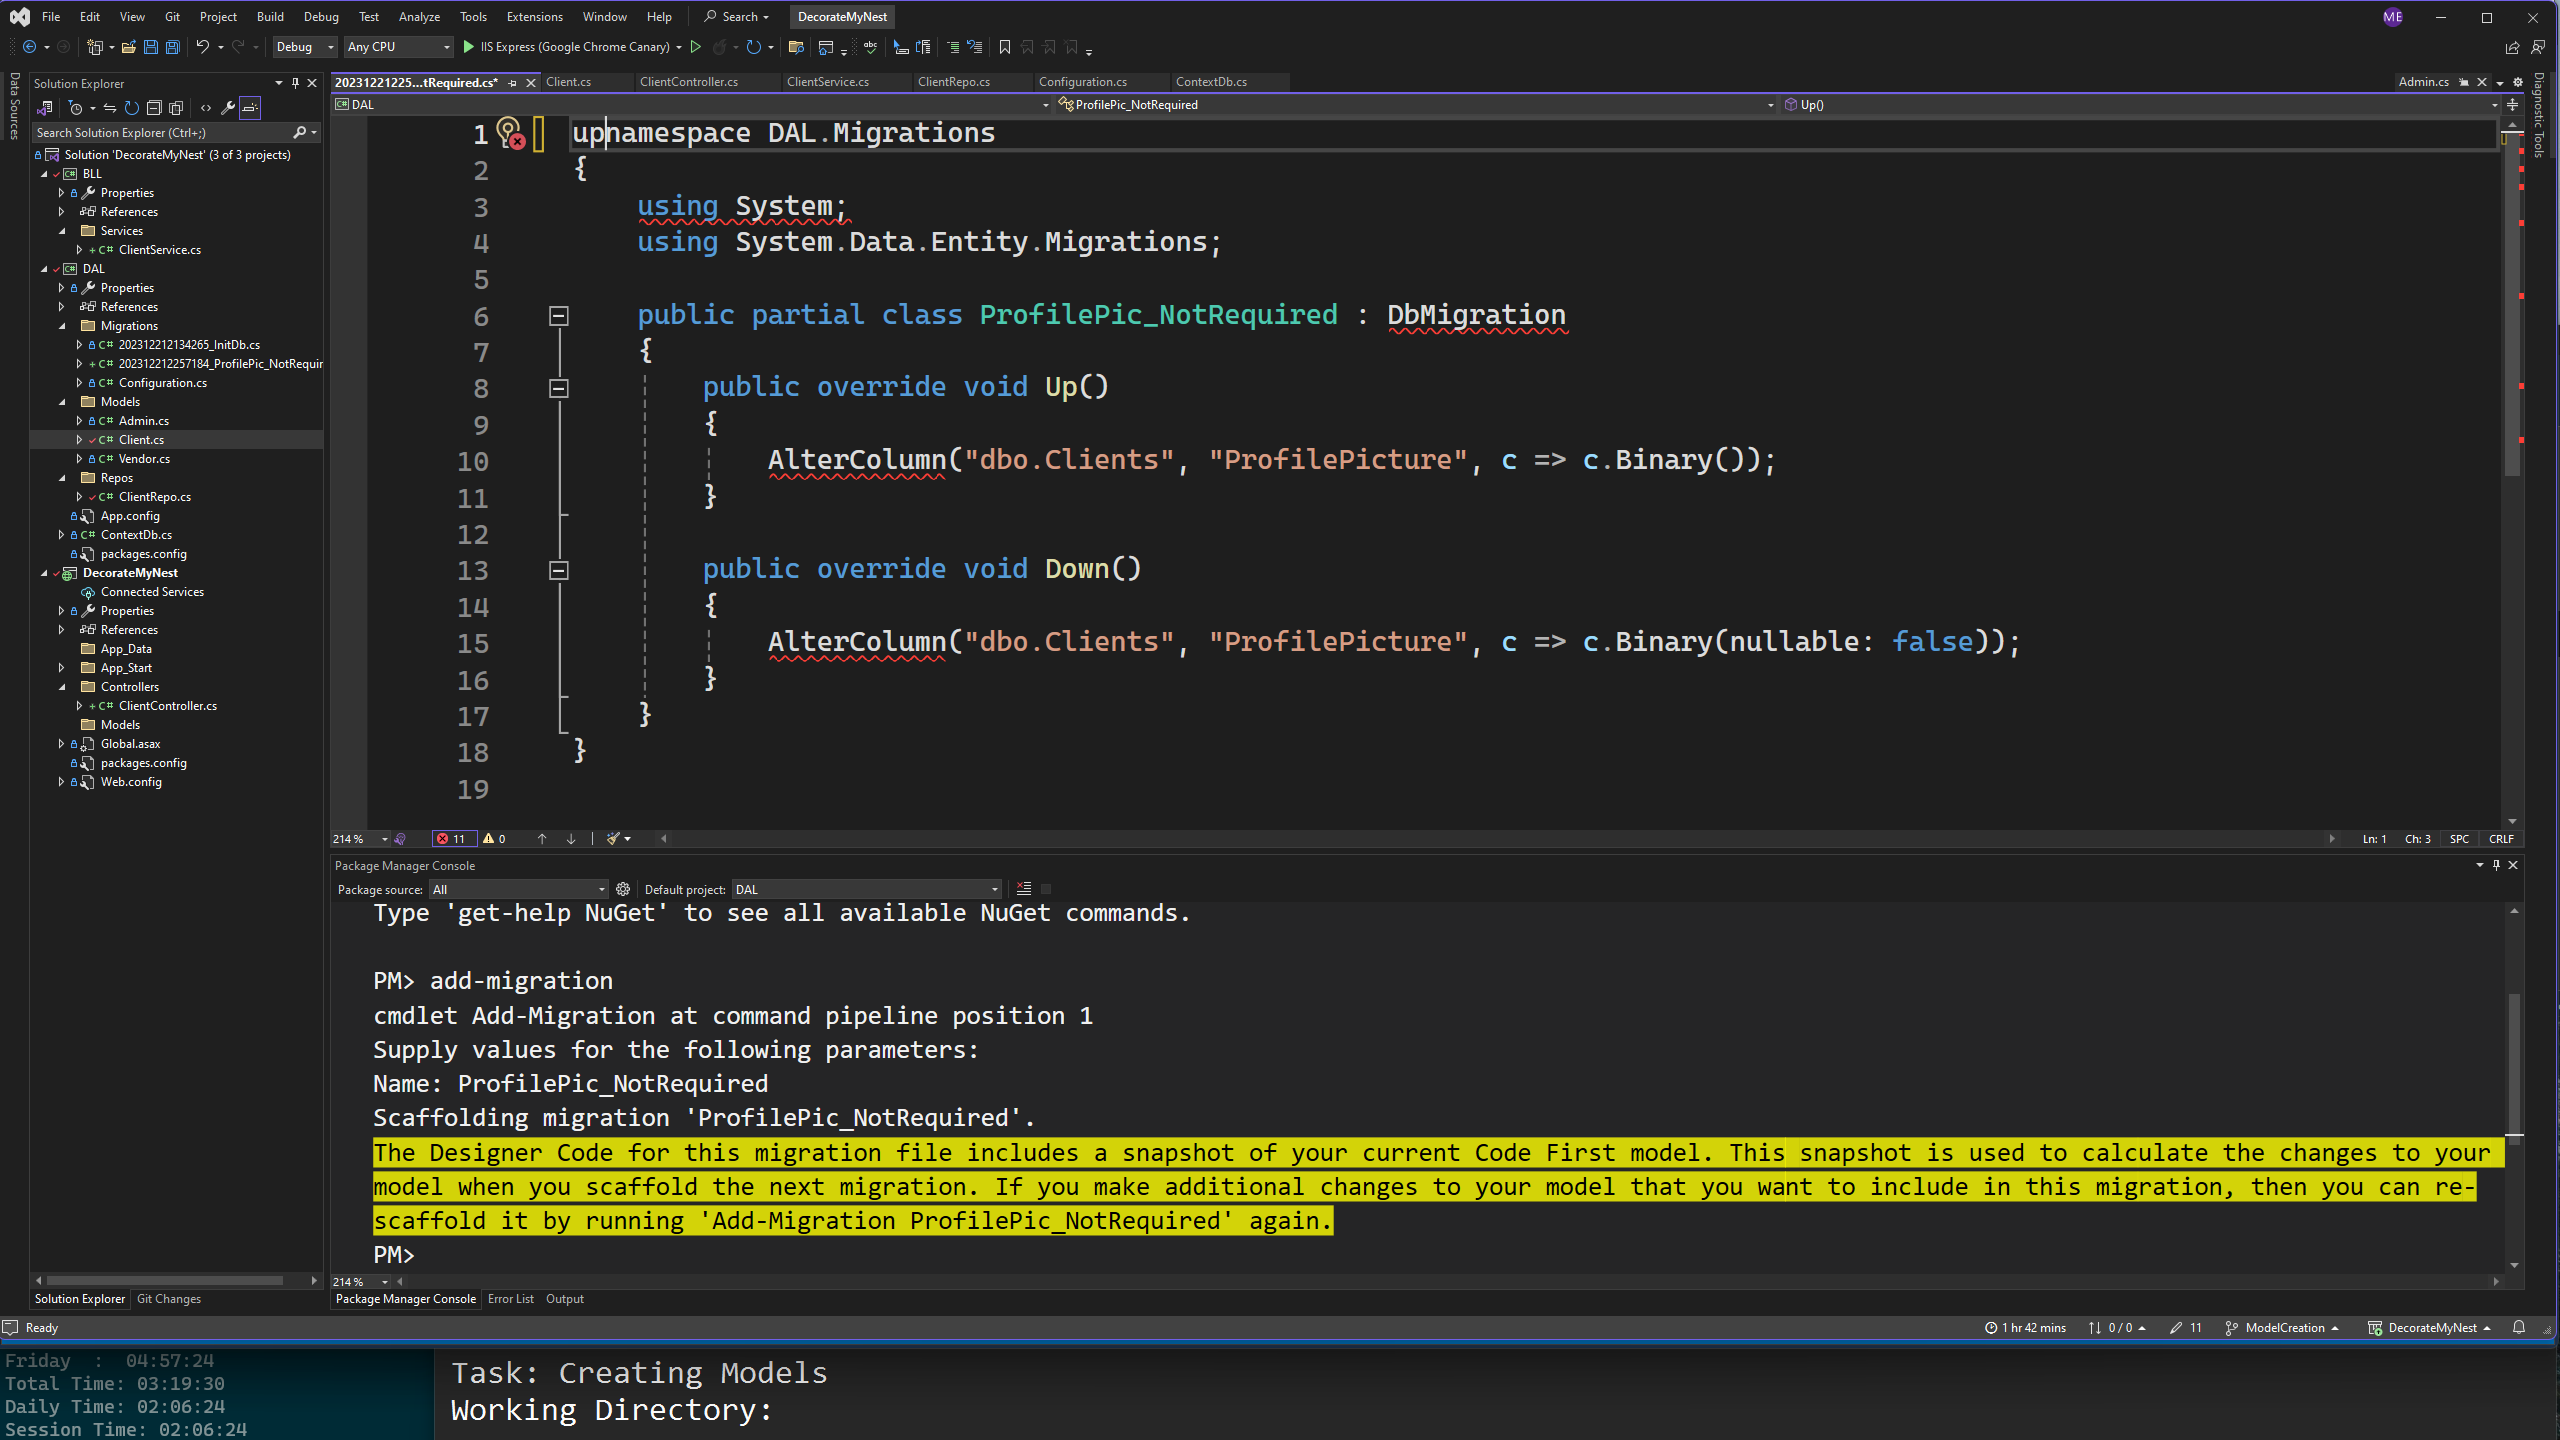 File Edit View Git Project Build Debug Test Analyze Tools Extensions Window Help Search DecorateMyNest ME
Debug Any CPU IIS Express (Google Chrome Canary)
Data Sources
Solution Explorer
Search Solution Explorer (Ctrl+;)
Solution 'DecorateMyNest' (3 of 3 projects)
BLL
Properties
References
Services
C# ClientService.cs
DAL
Properties
References
Migrations
C# 202312212134265_InitDb.cs
C# 202312212257184_ProfilePic_NotRequir
C# Configuration.cs
Models
C# Admin.cs
C# Client.cs
C# Vendor.cs
Repos
C# ClientRepo.cs
App.config
C# ContextDb.cs
packages.config
DecorateMyNest
Connected Services
Properties
References
App_Data
App_Start
Controllers
C# ClientController.cs
Models
Global.asax
packages.config
Web.config
Solution Explorer Git Changes
20231221225...tRequired.cs* Client.cs ClientController.cs ClientService.cs ClientRepo.cs Configuration.cs ContextDb.cs Admin.cs
DAL ProfilePic_NotRequired Up()
1 upnamespace DAL.Migrations
2 {
3 using System;
4 using System.Data.Entity.Migrations;
5
6 public partial class ProfilePic_NotRequired : DbMigration
7 {
8 public override void Up()
9 {
10 AlterColumn("dbo.Clients", "ProfilePicture", c => c.Binary());
11 }
12
13 public override void Down()
14 {
15 AlterColumn("dbo.Clients", "ProfilePicture", c => c.Binary(nullable: false));
16 }
17 }
18 }
19
214 % 11 0 Ln: 1 Ch: 3 SPC CRLF
Diagnostic Tools
Package Manager Console
Package source: All Default project: DAL
Type 'get-help NuGet' to see all available NuGet commands.
PM> add-migration
cmdlet Add-Migration at command pipeline position 1
Supply values for the following parameters:
Name: ProfilePic_NotRequired
Scaffolding migration 'ProfilePic_NotRequired'.
The Designer Code for this migration file includes a snapshot of your current Code First model. This snapshot is used to calculate the changes to your
model when you scaffold the next migration. If you make additional changes to your model that you want to include in this migration, then you can re-
scaffold it by running 'Add-Migration ProfilePic_NotRequired' again.
PM>
214 %
Package Manager Console Error List Output
Ready 1 hr 42 mins 0 / 0 11 ModelCreation DecorateMyNest
Friday : 04:57:24
Total Time: 03:19:30
Daily Time: 02:06:24
Session Time: 02:06:24
Task: Creating Models
Working Directory: